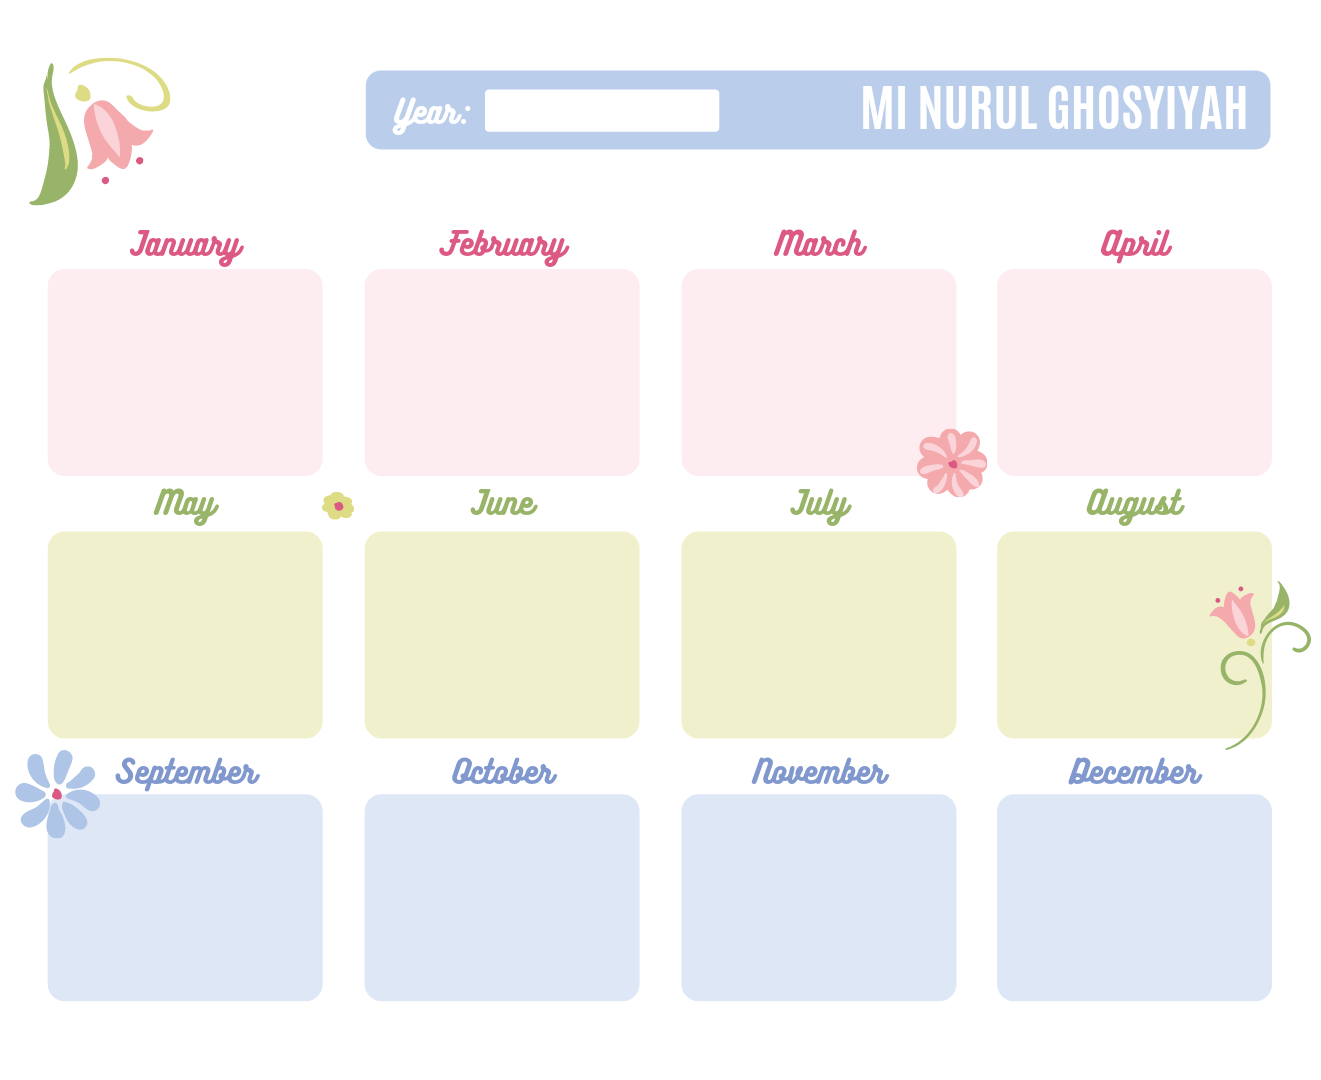 Year: MI NURUL GHOSYIYAH
January February March April
May June July August
September October November December